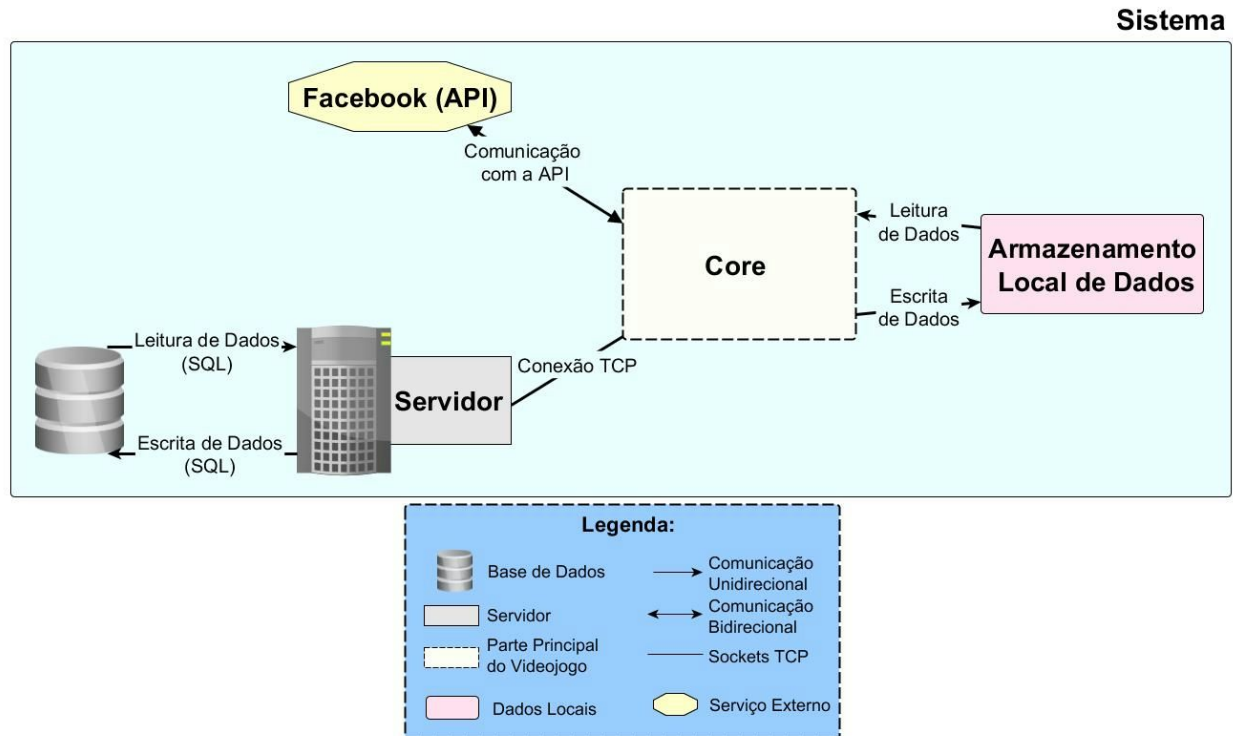 Sistema
Facebook (API)
Comunicação
com a API
Core
Leitura
de Dados
Armazenamento
Local de Dados
Escrita
de Dados
Leitura de Dados
(SQL)
Conexão TCP
Servidor
Escrita de Dados
(SQL)
Legenda:
Base de Dados
Comunicação
Unidirecional
Servidor
Comunicação
Bidirecional
Parte Principal
do Videojogo
Sockets TCP
Dados Locais
Serviço Externo